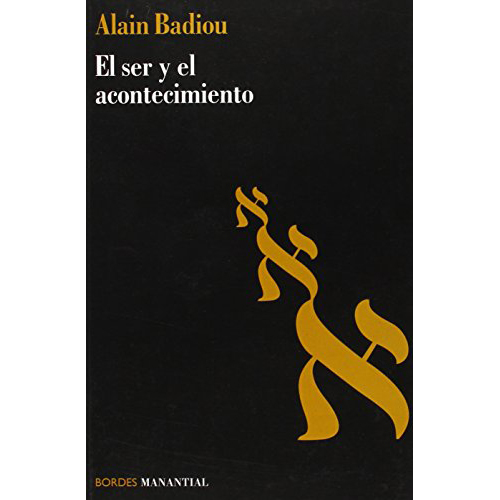 Alain Badiou
El ser y el
acontecimiento
א
א
א
BORDES MANANTIAL